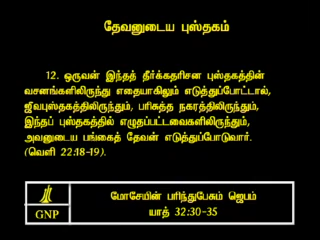 தேவனுடைய புஸ்தகம்
12. ஒருவன் இந்தத் தீர்க்கதரிசன புஸ்தகத்தின்
வசனங்களிலிருந்து எதையாகிலும் எடுத்துப்போட்டால்,
ஜீவபுஸ்தகத்திலிருந்தும், பரிசுத்த நகரத்திலிருந்தும்,
இந்தப் புஸ்தகத்தில் எழுதப்பட்டவைகளிலிருந்தும்,
அவனுடைய பங்கைத் தேவன் எடுத்துப்போடுவார்.
(வெளி 22:18-19).
மோசேயின் பரிந்துபேசும் ஜெபம்
GNP
யாத் 32:30-35